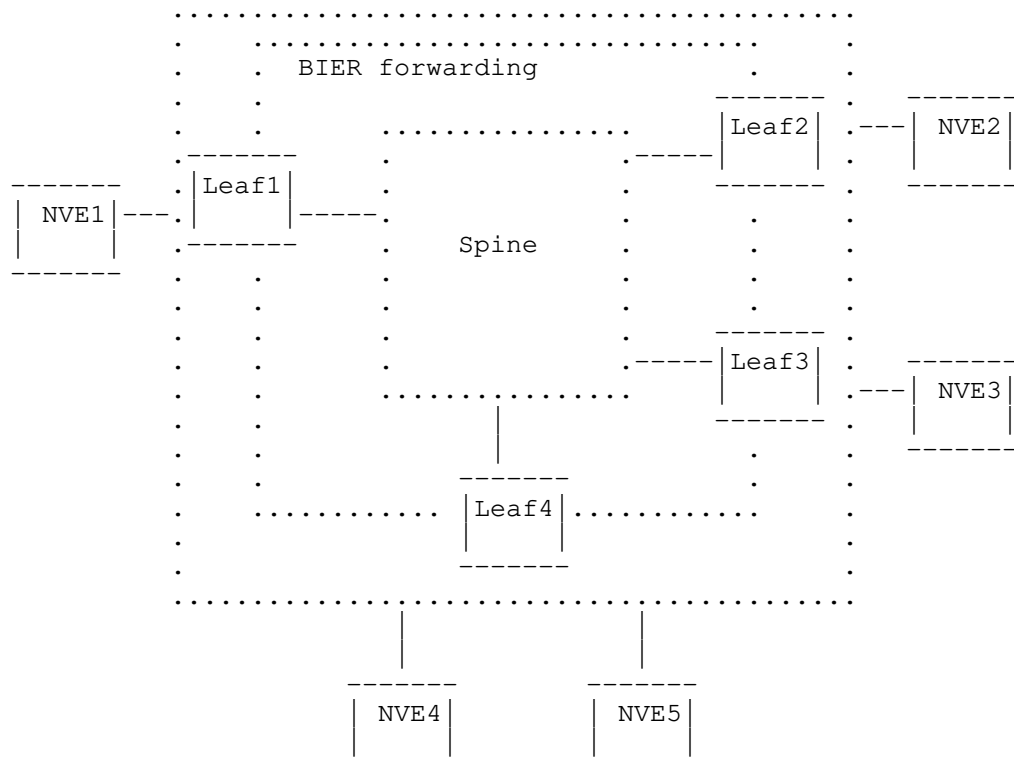 BIER forwarding
Leaf2 NVE2
Leaf1
NVE1
Spine
Leaf3
NVE3
Leaf4
NVE4 NVE5